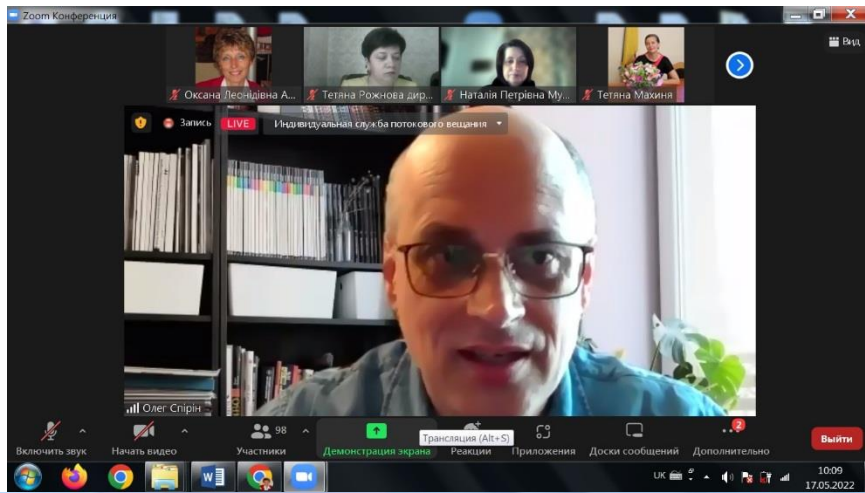 Zoom Конференция
Вид
Оксана Леонідівна А...
Тетяна Рожнова дир...
Наталія Петрівна Му...
Тетяна Махиня
Запись
LIVE
Индивидуальная служба потокового вещания
Олег Спірін
Включить звук
Начать видео
98
Участники
Демонстрация экрана
Трансляция (Alt+S)
Реакции
Приложения
Доски сообщений
2
Дополнительно
Выйти
UK
10:09
17.05.2022